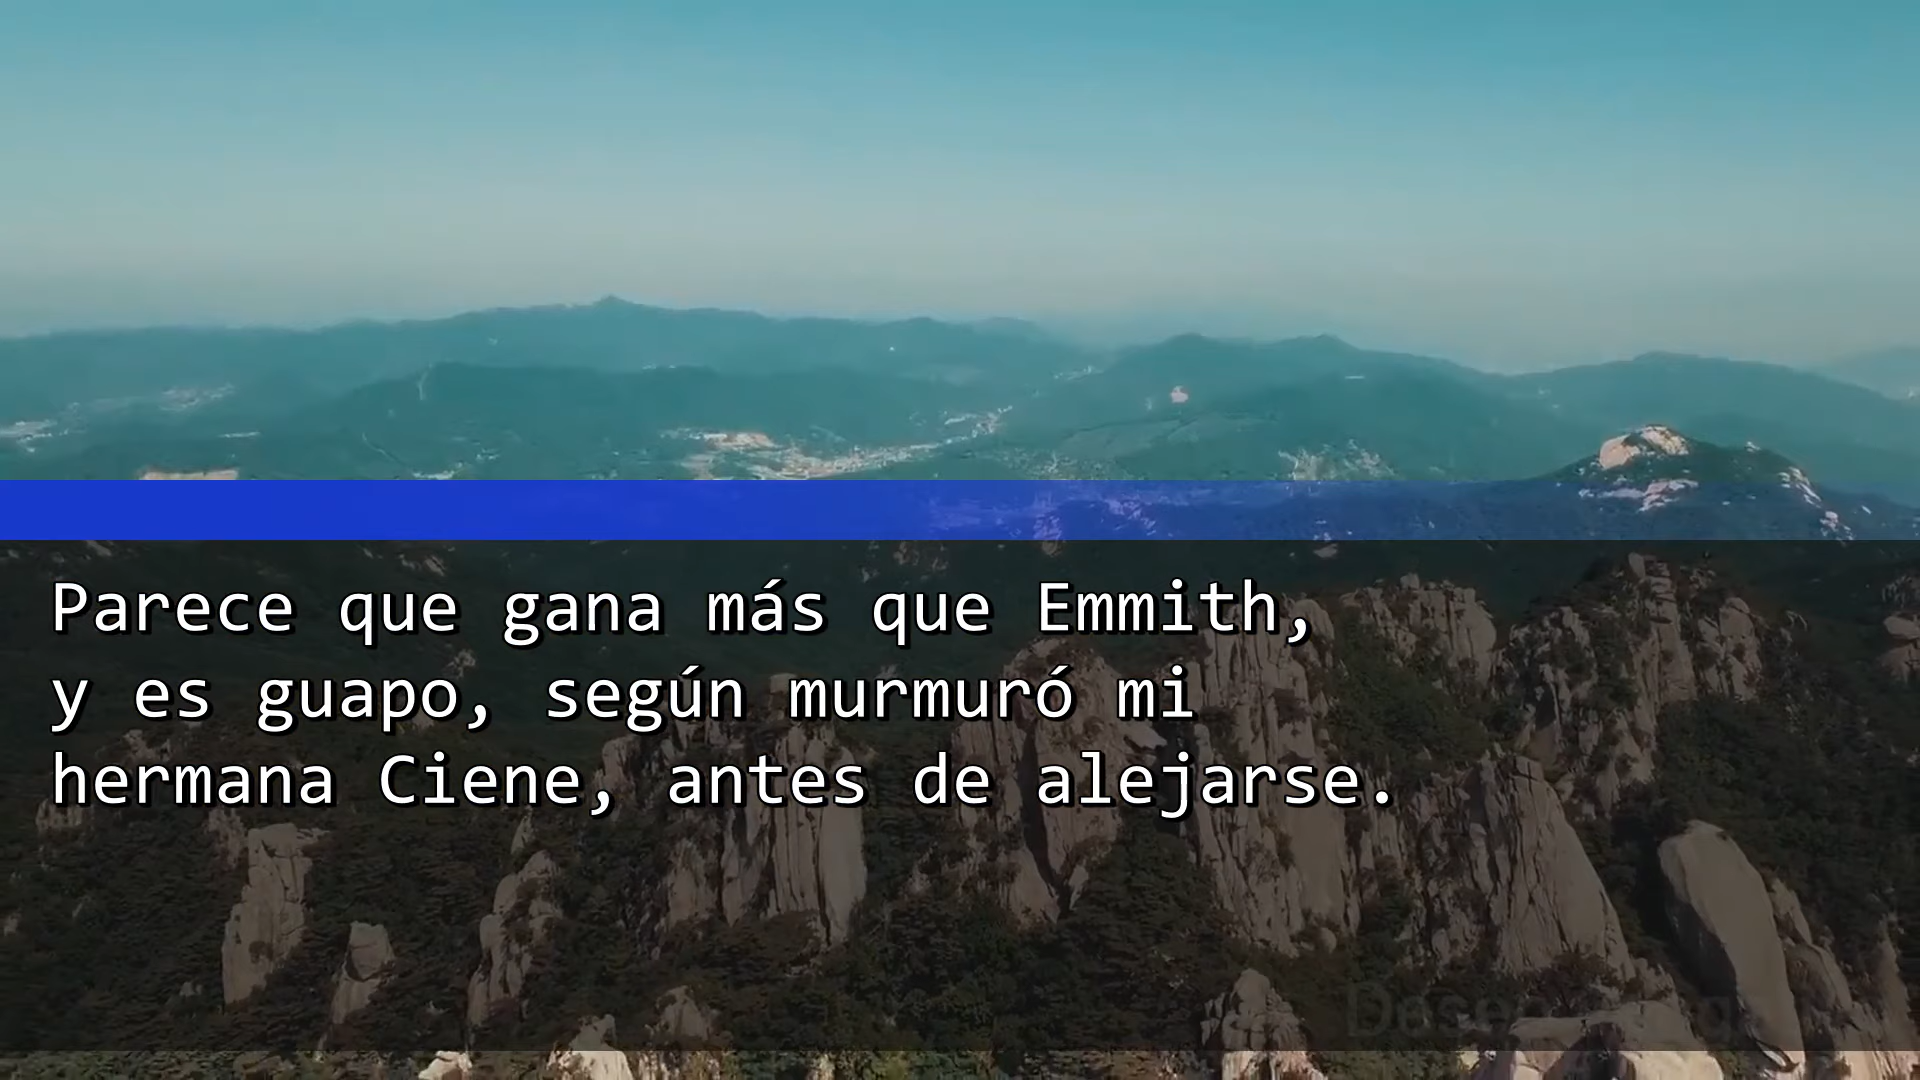 Parece que gana más que Emmith,
y es guapo, según murmuró mi
hermana Ciene, antes de alejarse.